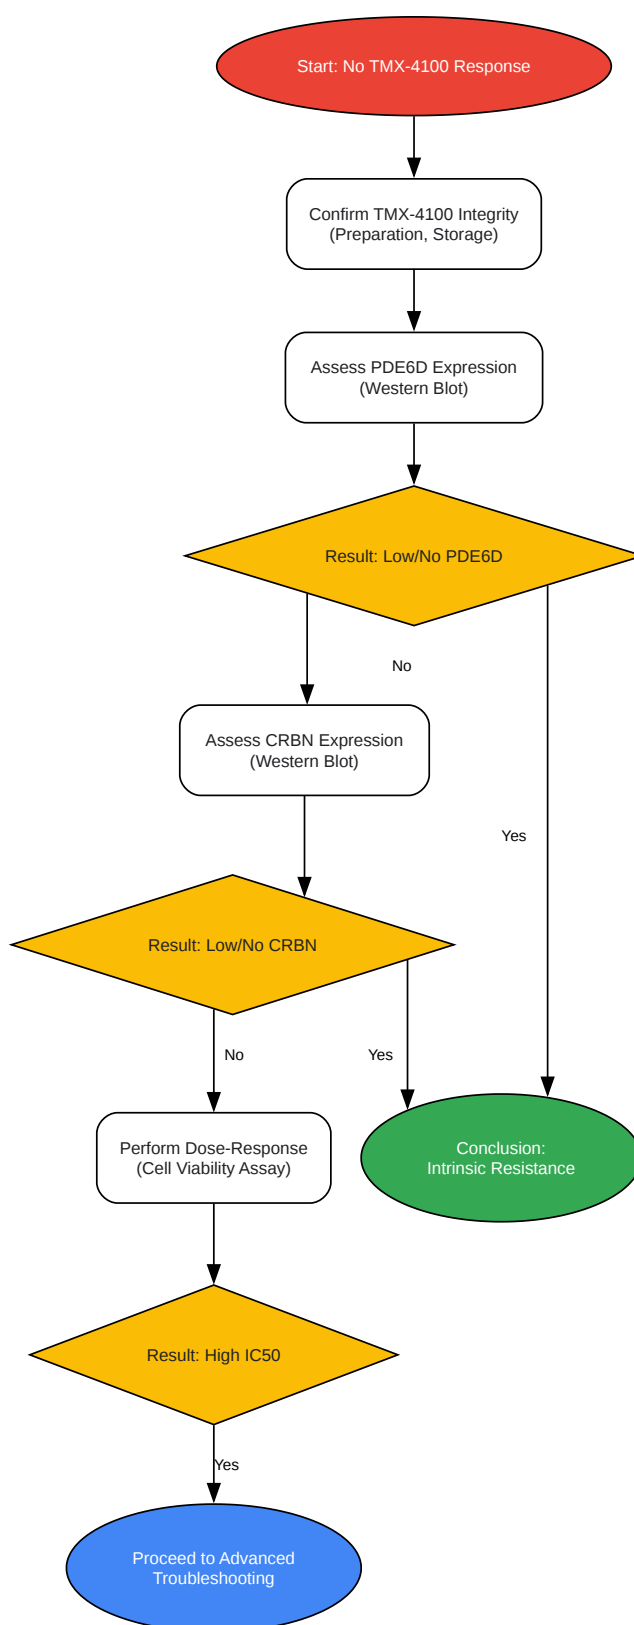 Start: No TMX-4100 Response
Confirm TMX-4100 Integrity
(Preparation, Storage)
Assess PDE6D Expression
(Western Blot)
Result: Low/No PDE6D
No
Assess CRBN Expression
(Western Blot)
Yes
Result: Low/No CRBN
No
Yes
Perform Dose-Response
(Cell Viability Assay)
Conclusion:
Intrinsic Resistance
Result: High IC50
Yes
Proceed to Advanced
Troubleshooting